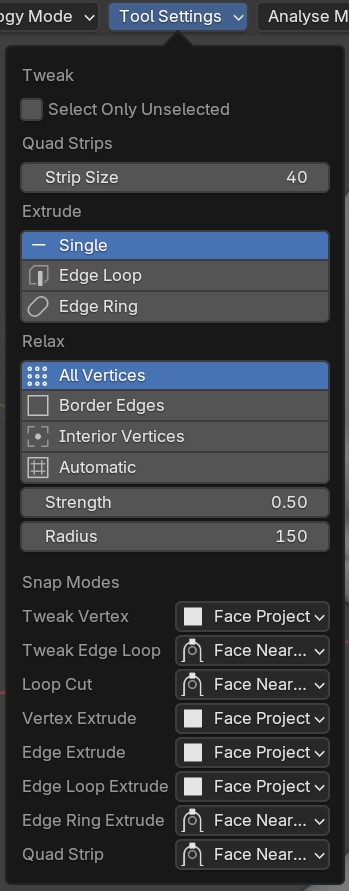 ogy Mode Tool Settings Analyse M
Tweak
Select Only Unselected
Quad Strips
Strip Size 40
Extrude
Single
Edge Loop
Edge Ring
Relax
All Vertices
Border Edges
Interior Vertices
Automatic
Strength 0.50
Radius 150
Snap Modes
Tweak Vertex Face Project
Tweak Edge Loop Face Near...
Loop Cut Face Near...
Vertex Extrude Face Project
Edge Extrude Face Project
Edge Loop Extrude Face Project
Edge Ring Extrude Face Near...
Quad Strip Face Near...